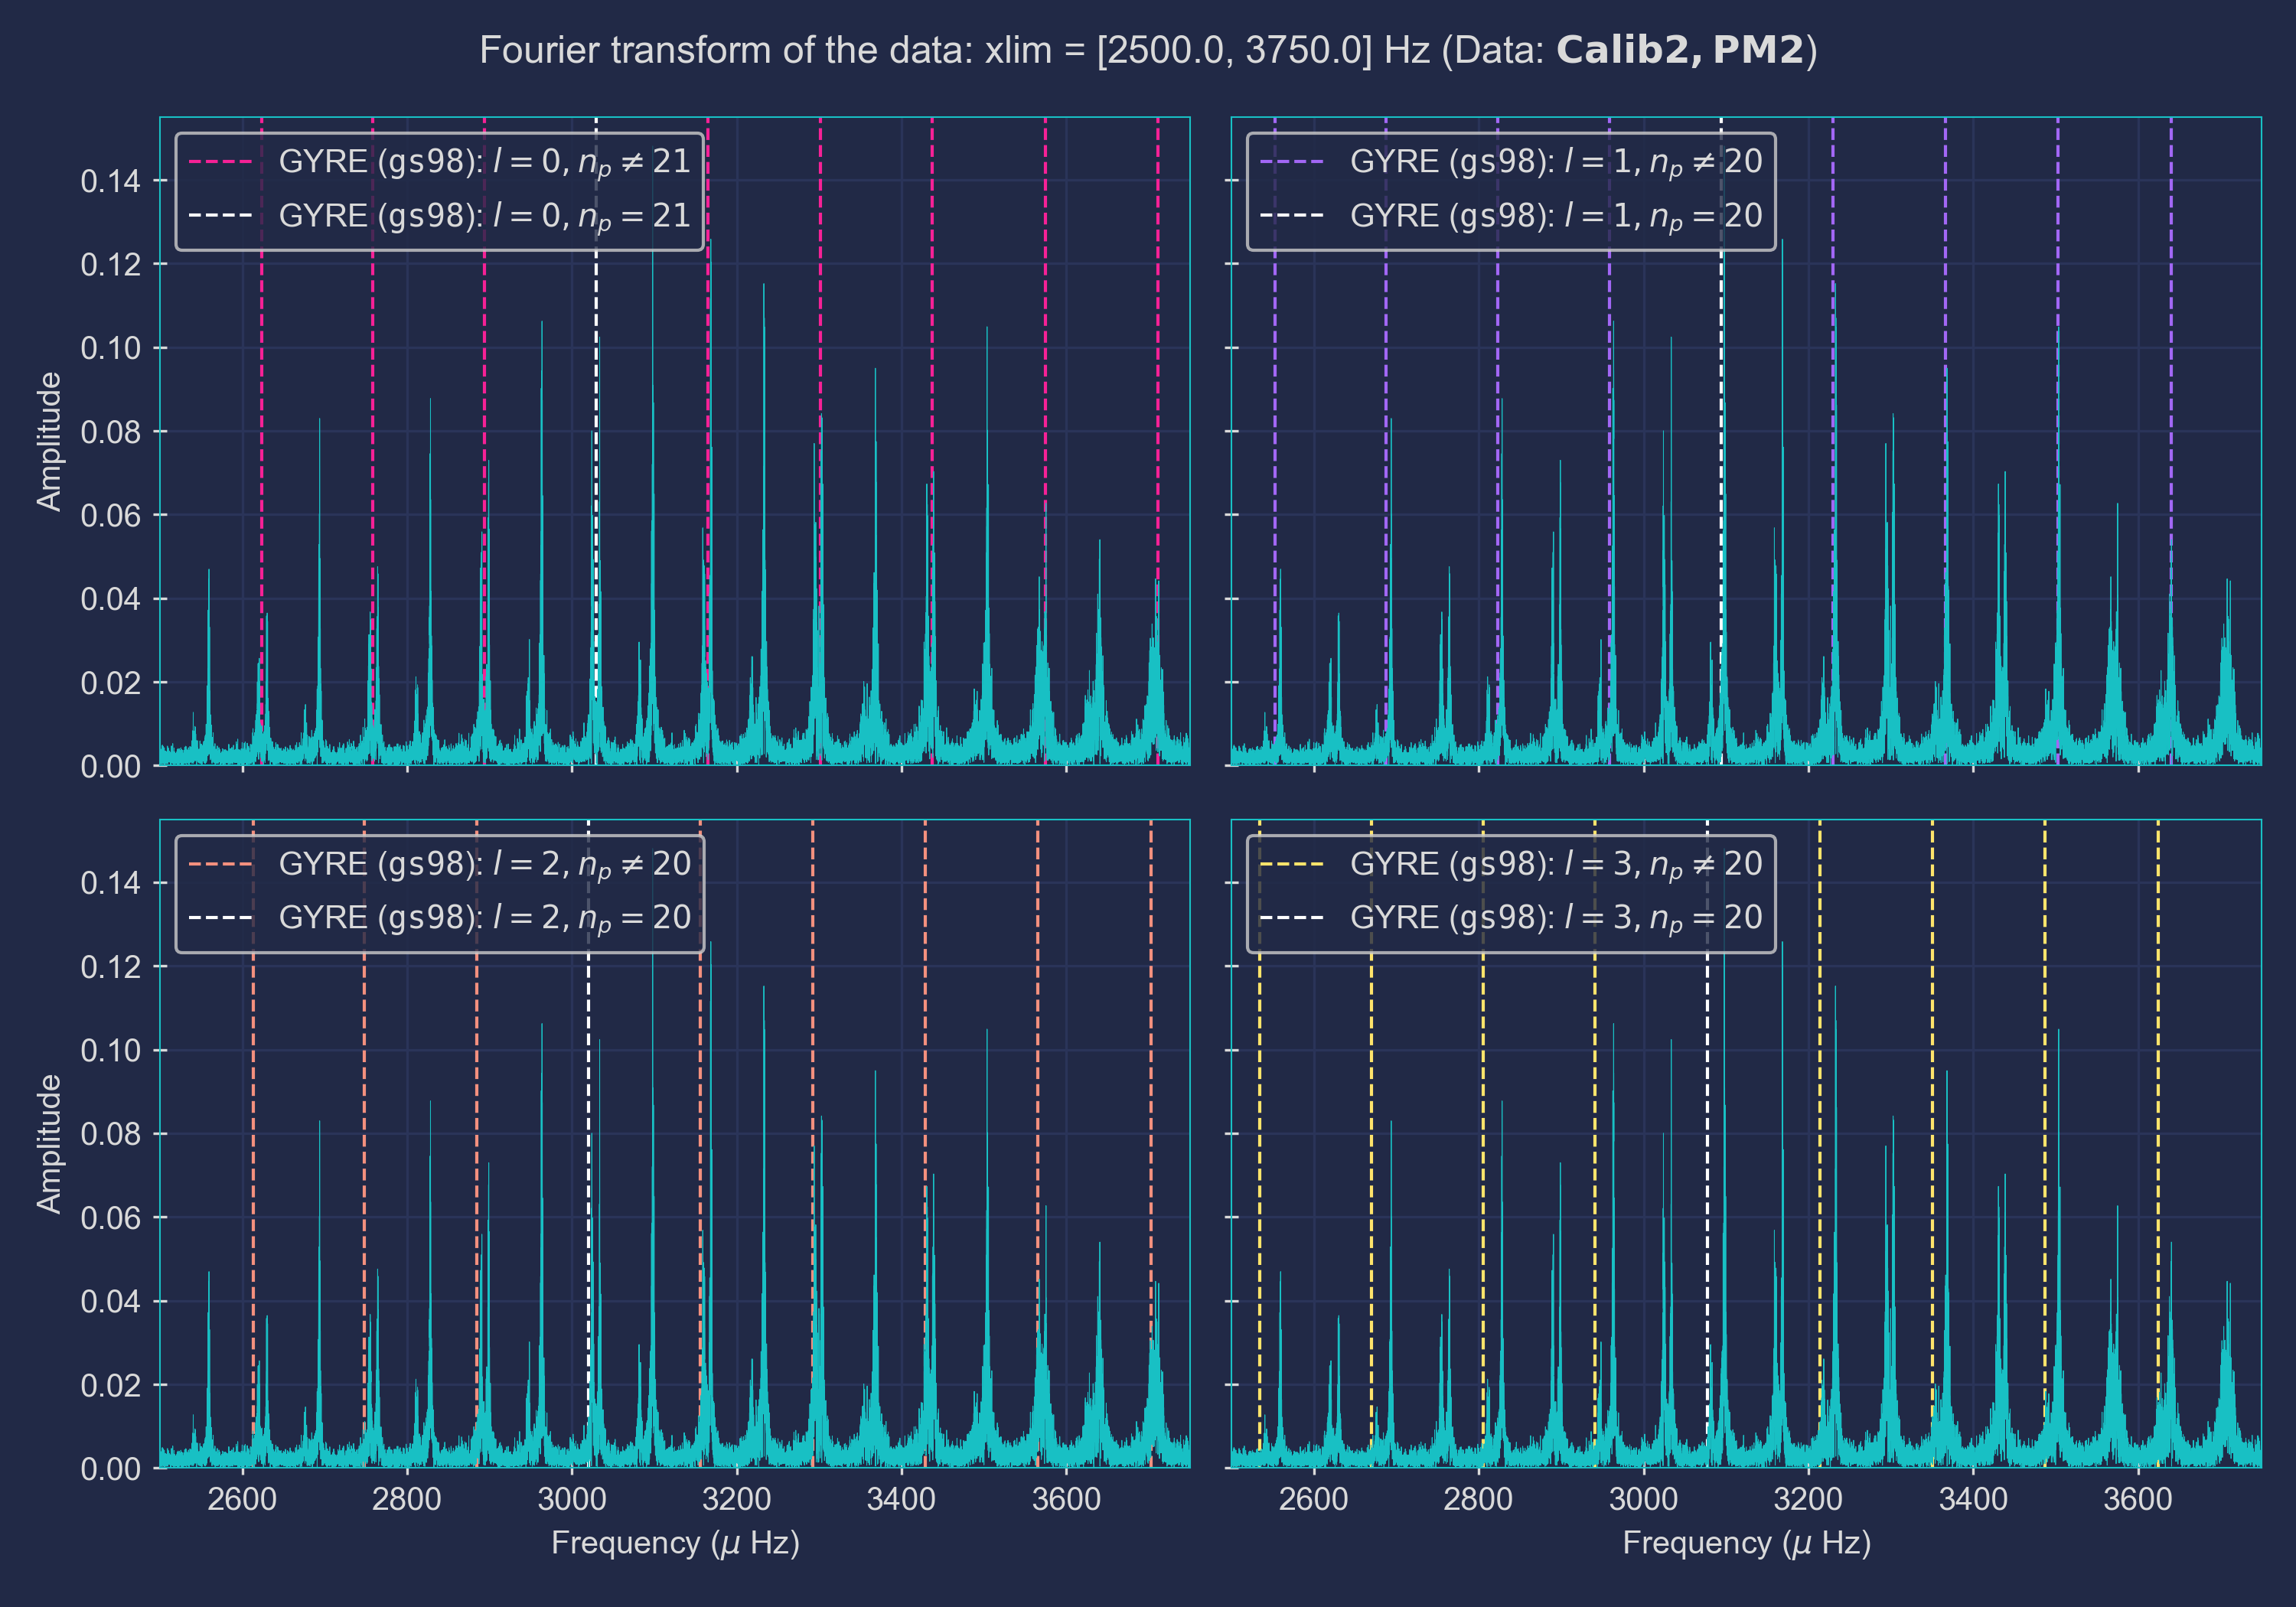 Fourier transform of the data: xlim = [2500.0, 3750.0] Hz (Data: Calib2, PM2)
GYRE (gs98): l = 0, n_p ≠ 21
GYRE (gs98): l = 0, n_p = 21
GYRE (gs98): l = 1, n_p ≠ 20
GYRE (gs98): l = 1, n_p = 20
0.14
0.12
0.10
0.08
0.06
0.04
0.02
0.00
Amplitude
GYRE (gs98): l = 2, n_p ≠ 20
GYRE (gs98): l = 2, n_p = 20
GYRE (gs98): l = 3, n_p ≠ 20
GYRE (gs98): l = 3, n_p = 20
0.14
0.12
0.10
0.08
0.06
0.04
0.02
0.00
Amplitude
2600 2800 3000 3200 3400 3600
2600 2800 3000 3200 3400 3600
Frequency (μ Hz)
Frequency (μ Hz)